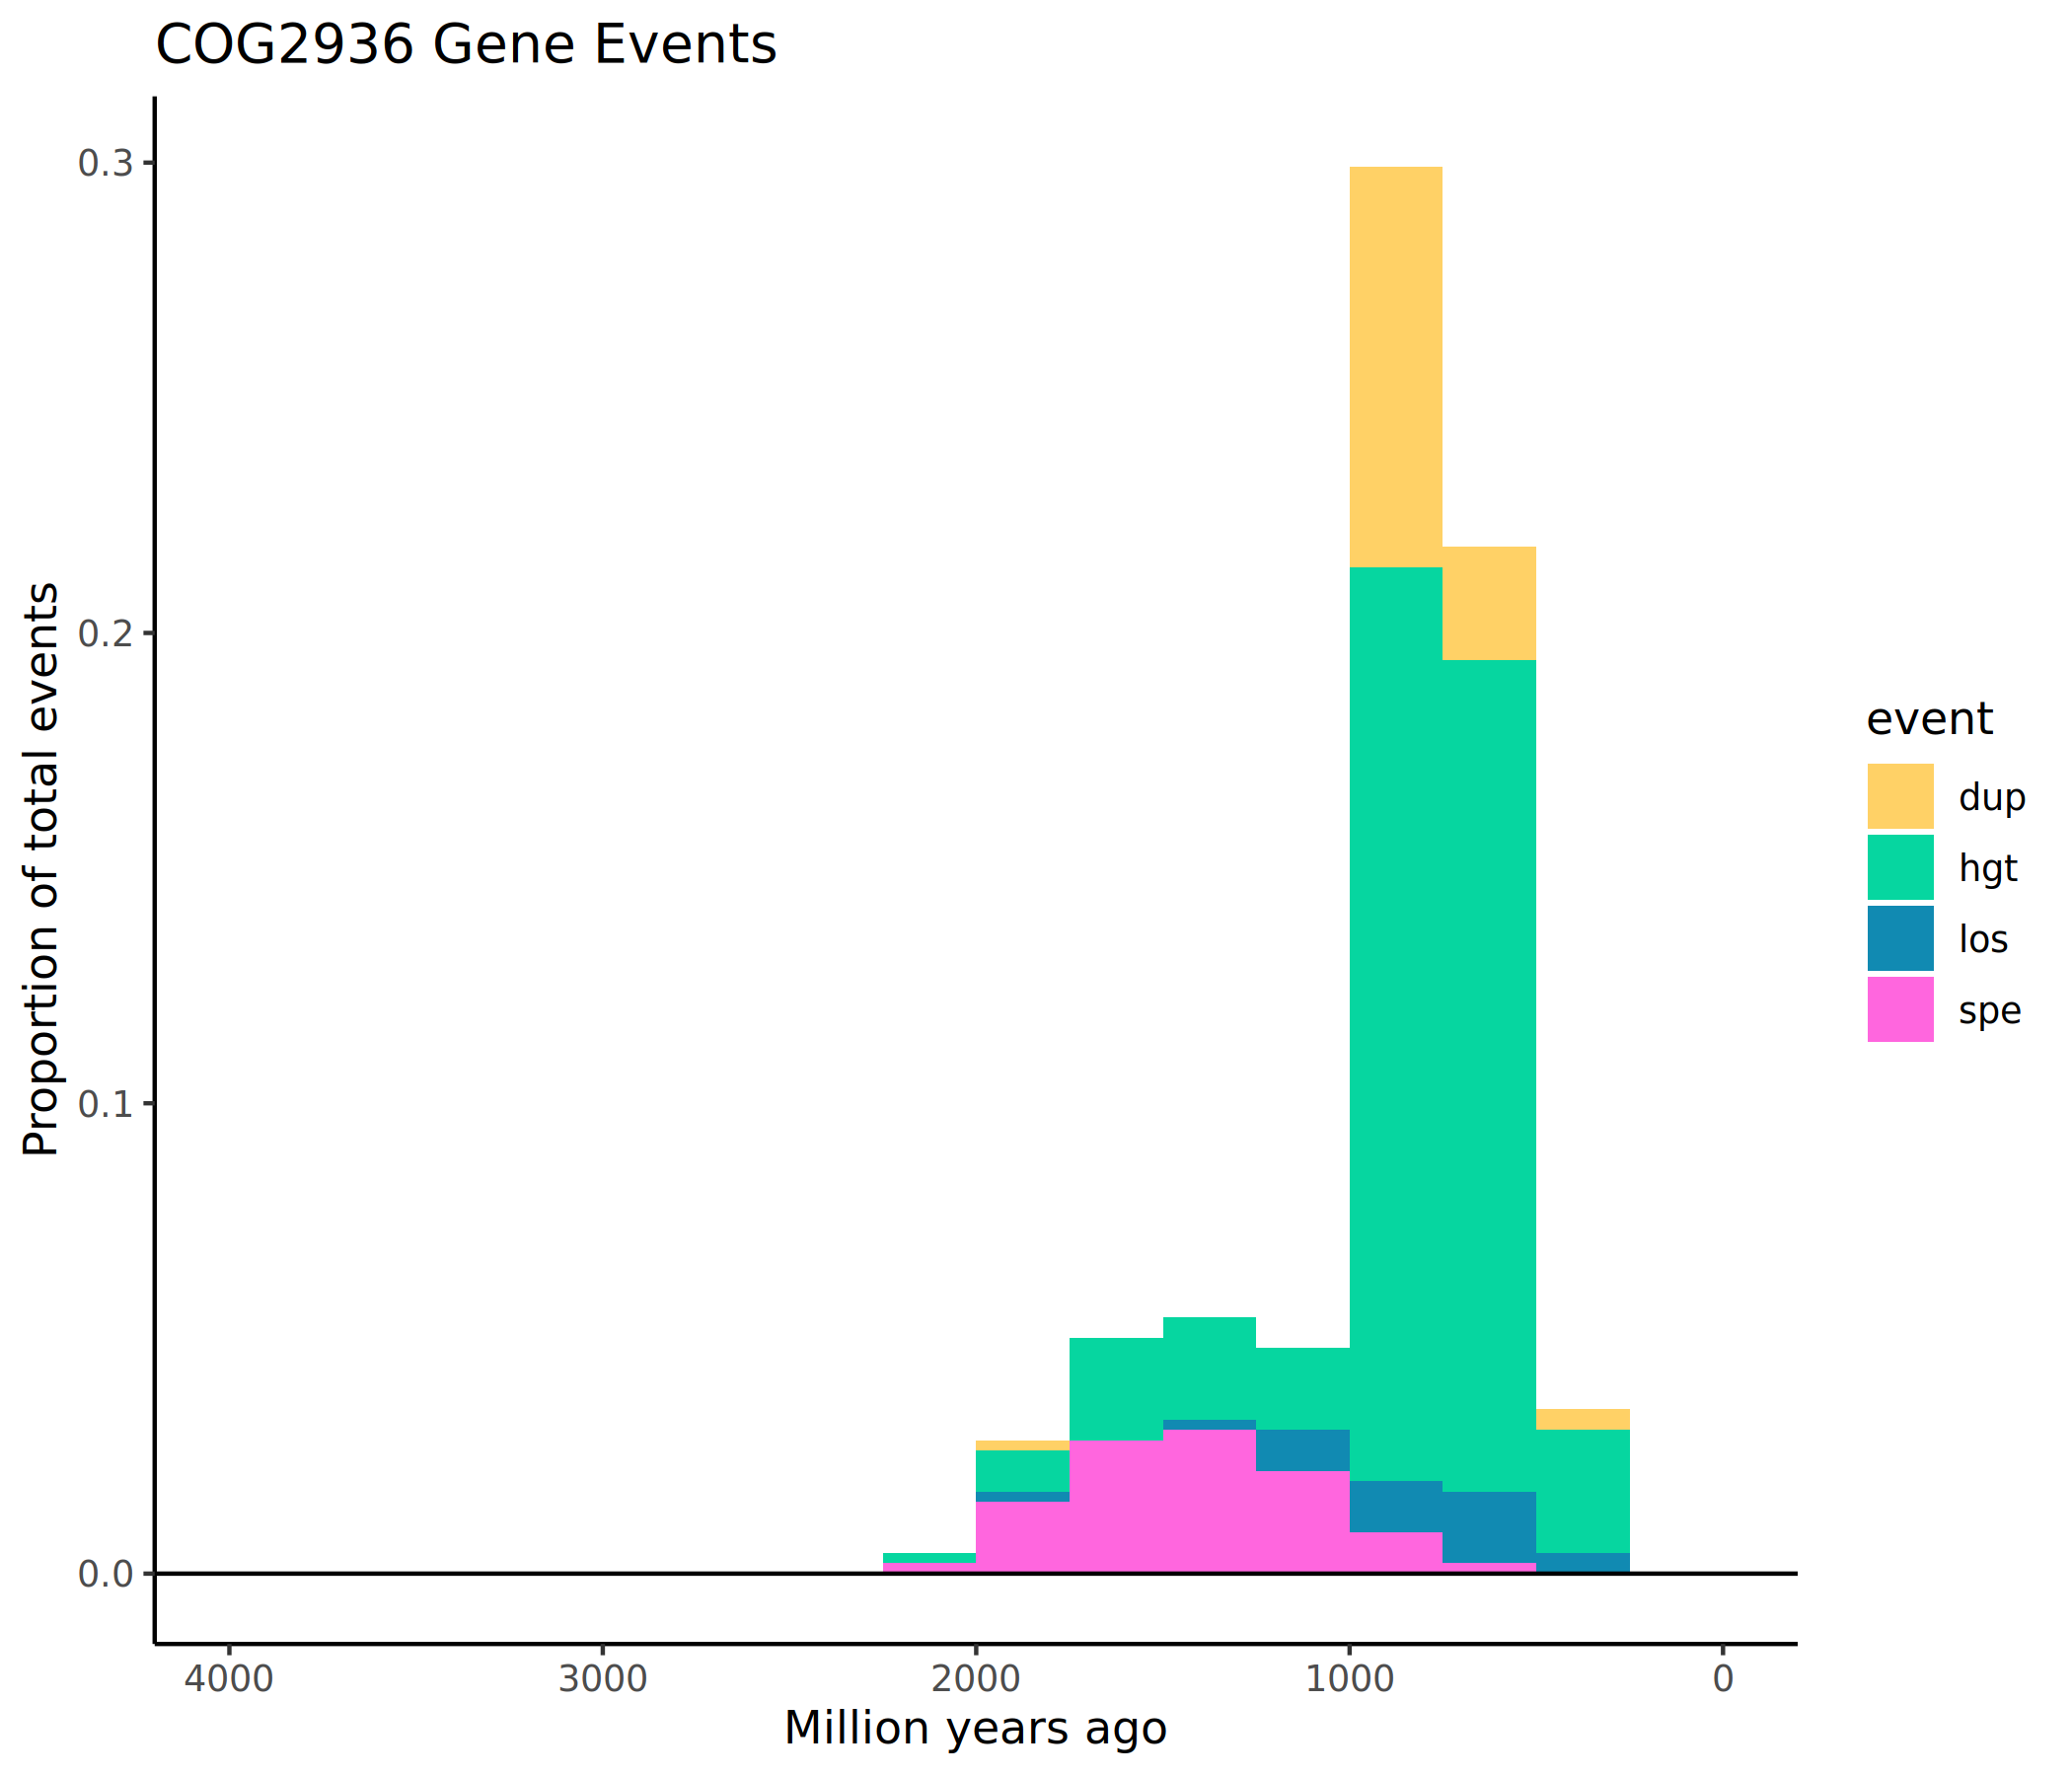 COG2936 Gene Events
Proportion of total events
0.3
0.2
0.1
0.0
4000 3000 2000 1000 0
Million years ago
event
dup
hgt
los
spe